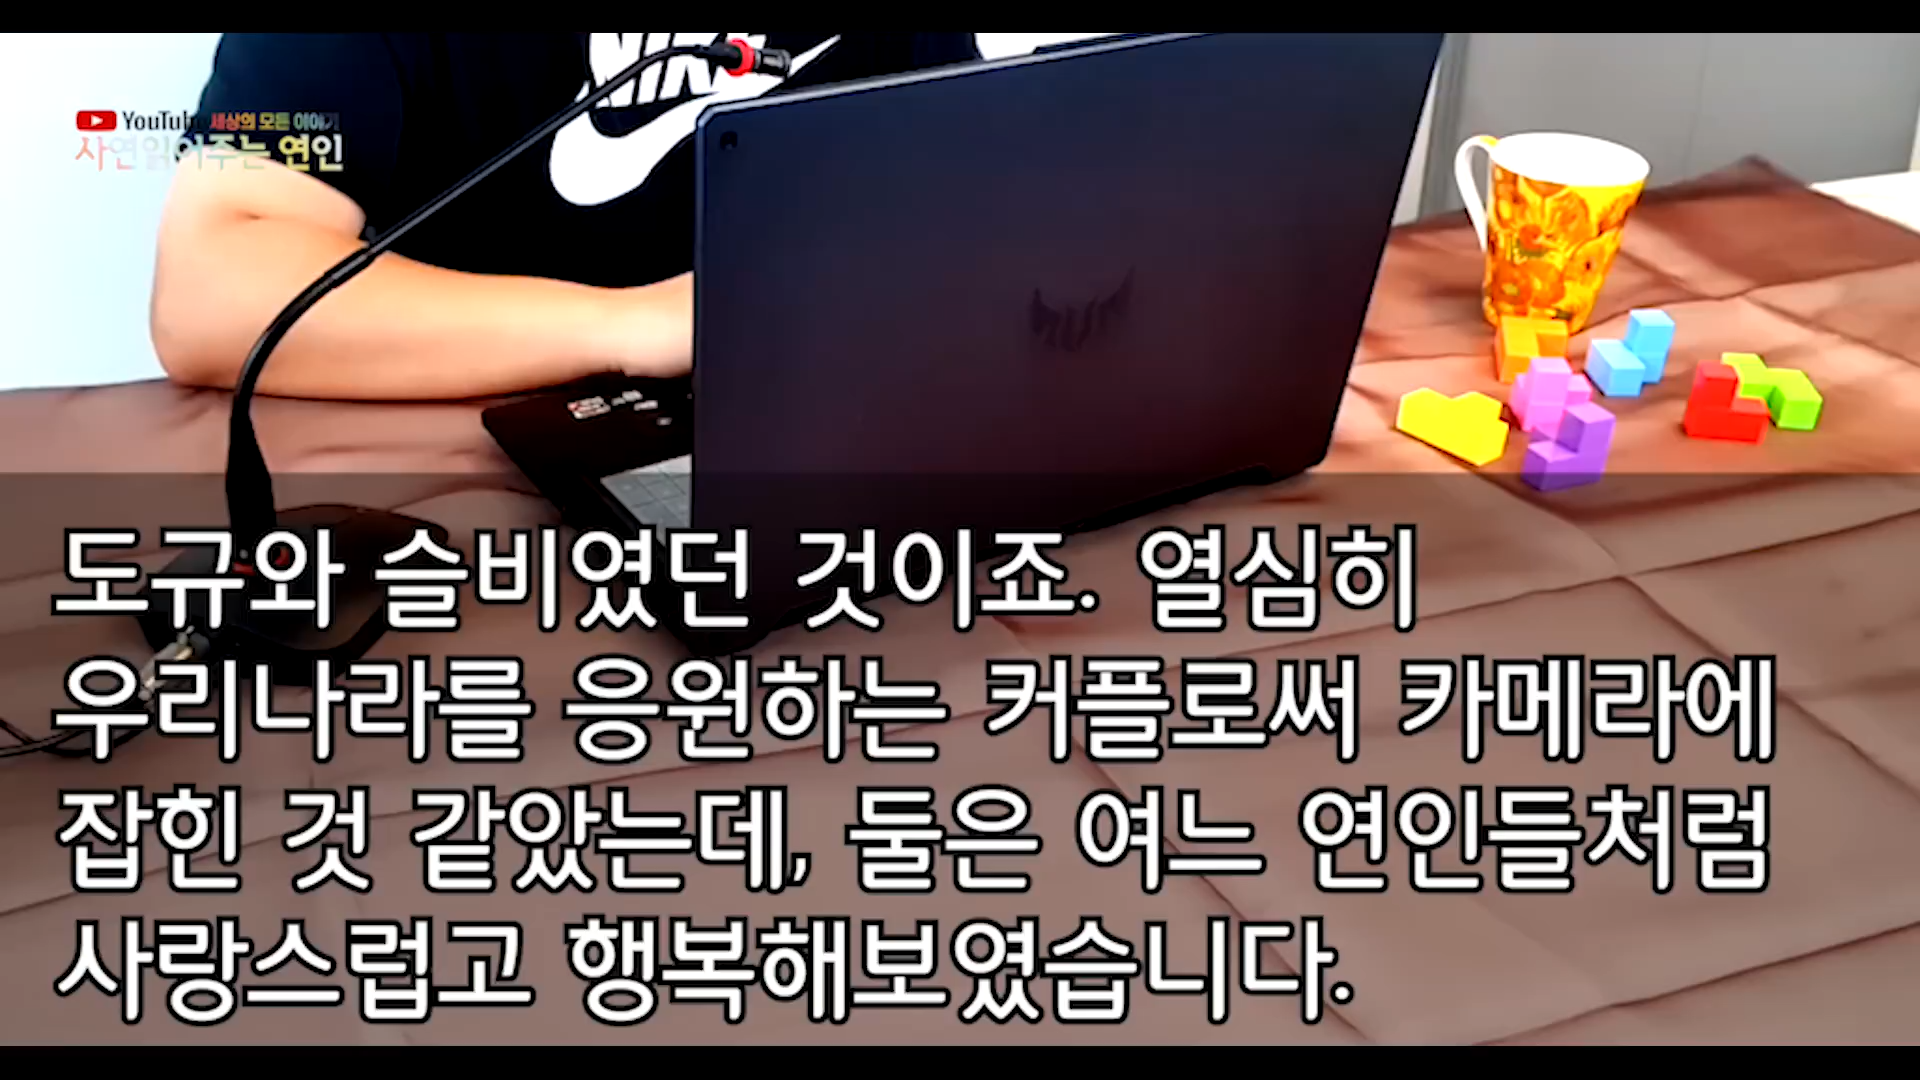 NIKE
YouTube 세상의 모든 이야기
사연읽어주는 연인
도규와 슬비였던 것이죠. 열심히
우리나라를 응원하는 커플로써 카메라에
잡힌 것 같았는데, 둘은 여느 연인들처럼
사랑스럽고 행복해보였습니다.